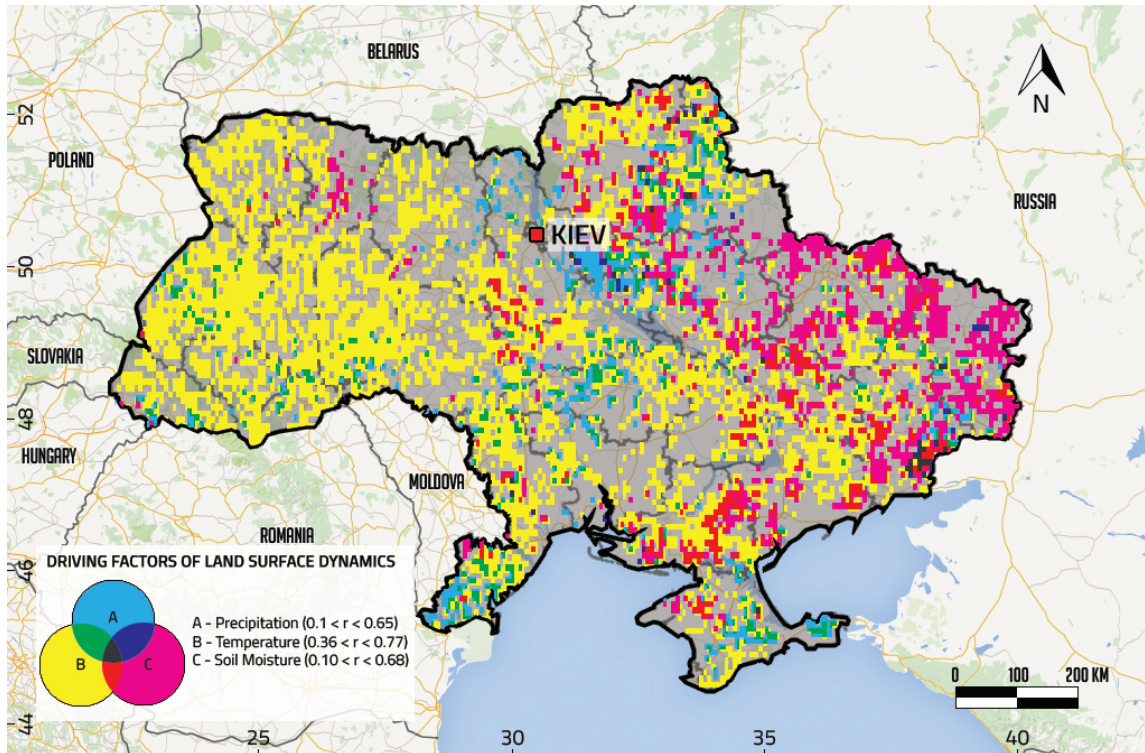 BELARUS
N
52
POLAND
RUSSIA
KIEV
50
SLOVAKIA
48
HUNGARY
MOLDOVA
ROMANIA
46
DRIVING FACTORS OF LAND SURFACE DYNAMICS
A
B
C
A - Precipitation (0.1 < r < 0.65)
B - Temperature (0.36 < r < 0.77)
C - Soil Moisture (0.10 < r < 0.68)
0 100 200 KM
44
25 30 35 40